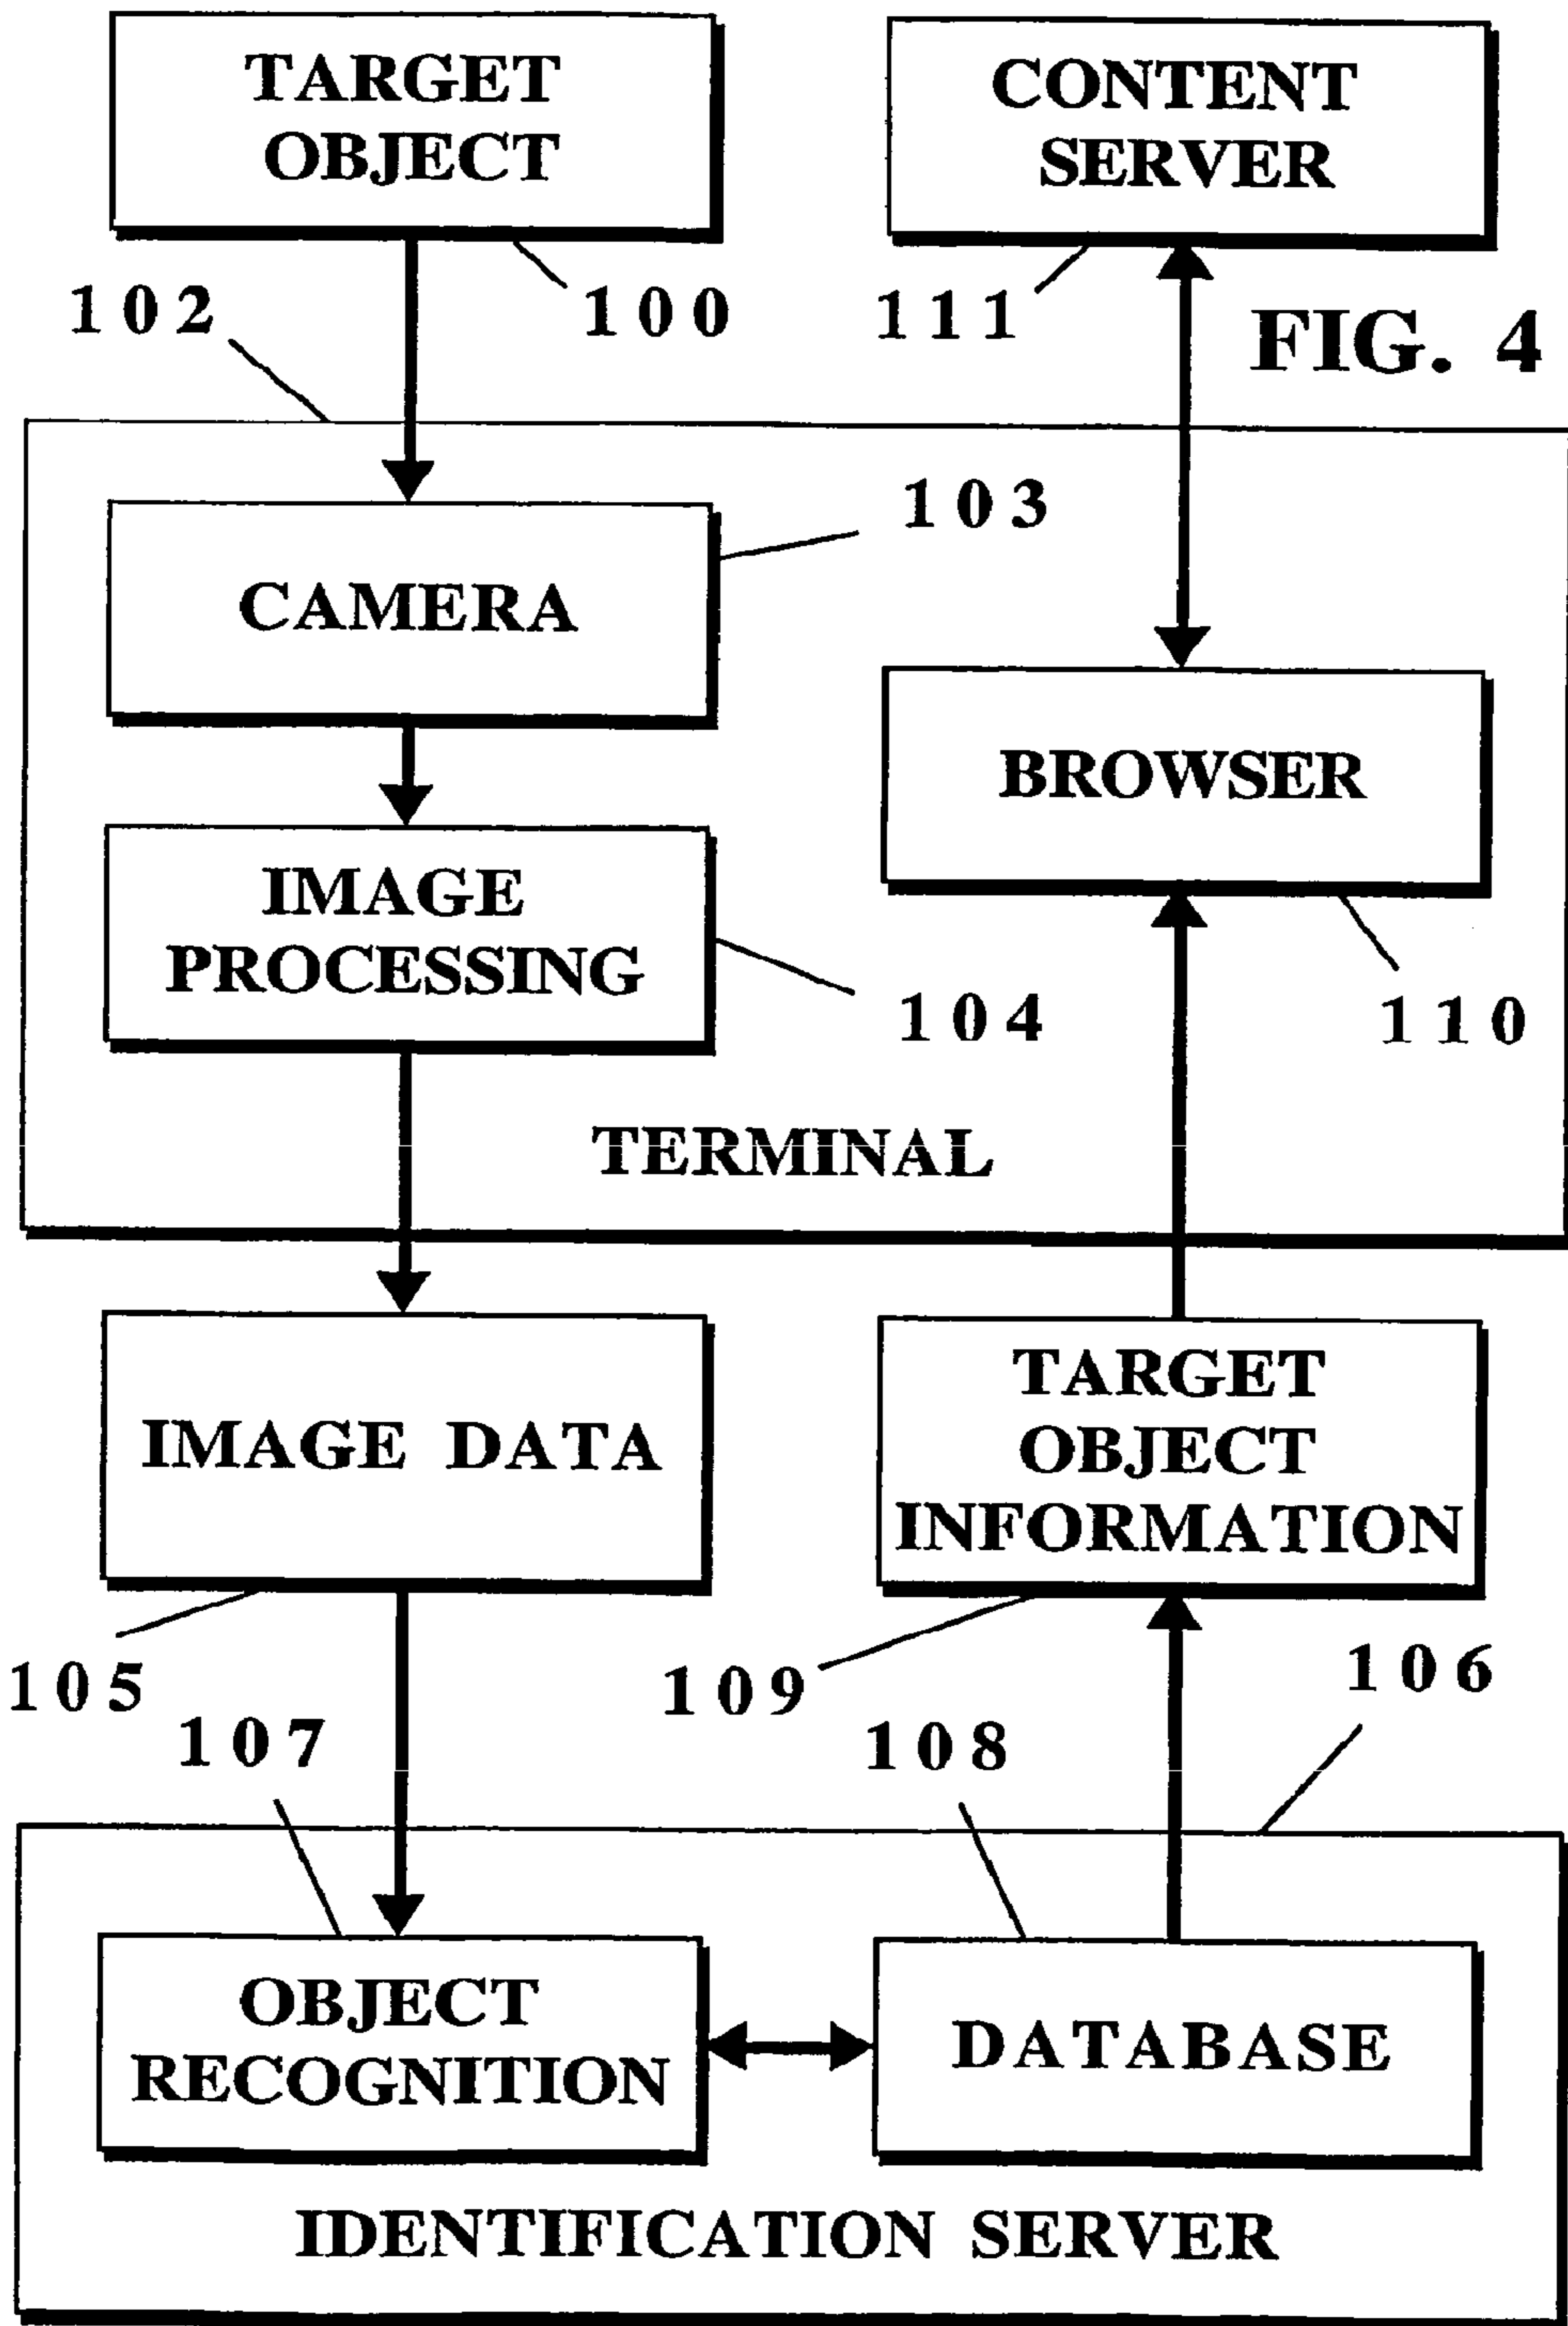 TARGET
OBJECT
CONTENT
SERVER
102
100
111
FIG. 4
103
CAMERA
BROWSER
IMAGE
PROCESSING
104
110
TERMINAL
IMAGE DATA
TARGET
OBJECT
INFORMATION
105
109
106
107
108
OBJECT
RECOGNITION
DATABASE
IDENTIFICATION SERVER